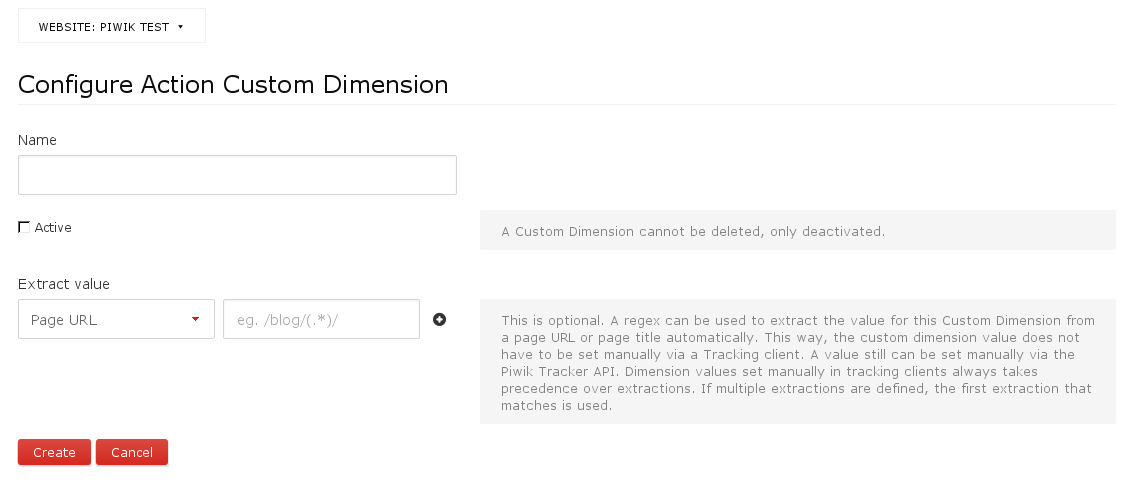 WEBSITE: PIWIK TEST
Configure Action Custom Dimension
Name
Active
A Custom Dimension cannot be deleted, only deactivated.
Extract value
Page URL
eg. /blog/(.*)/
This is optional. A regex can be used to extract the value for this Custom Dimension from
a page URL or page title automatically. This way, the custom dimension value does not
have to be set manually via a Tracking client. A value still can be set manually via the
Piwik Tracker API. Dimension values set manually in tracking clients always takes
precedence over extractions. If multiple extractions are defined, the first extraction that
matches is used.
Create
Cancel